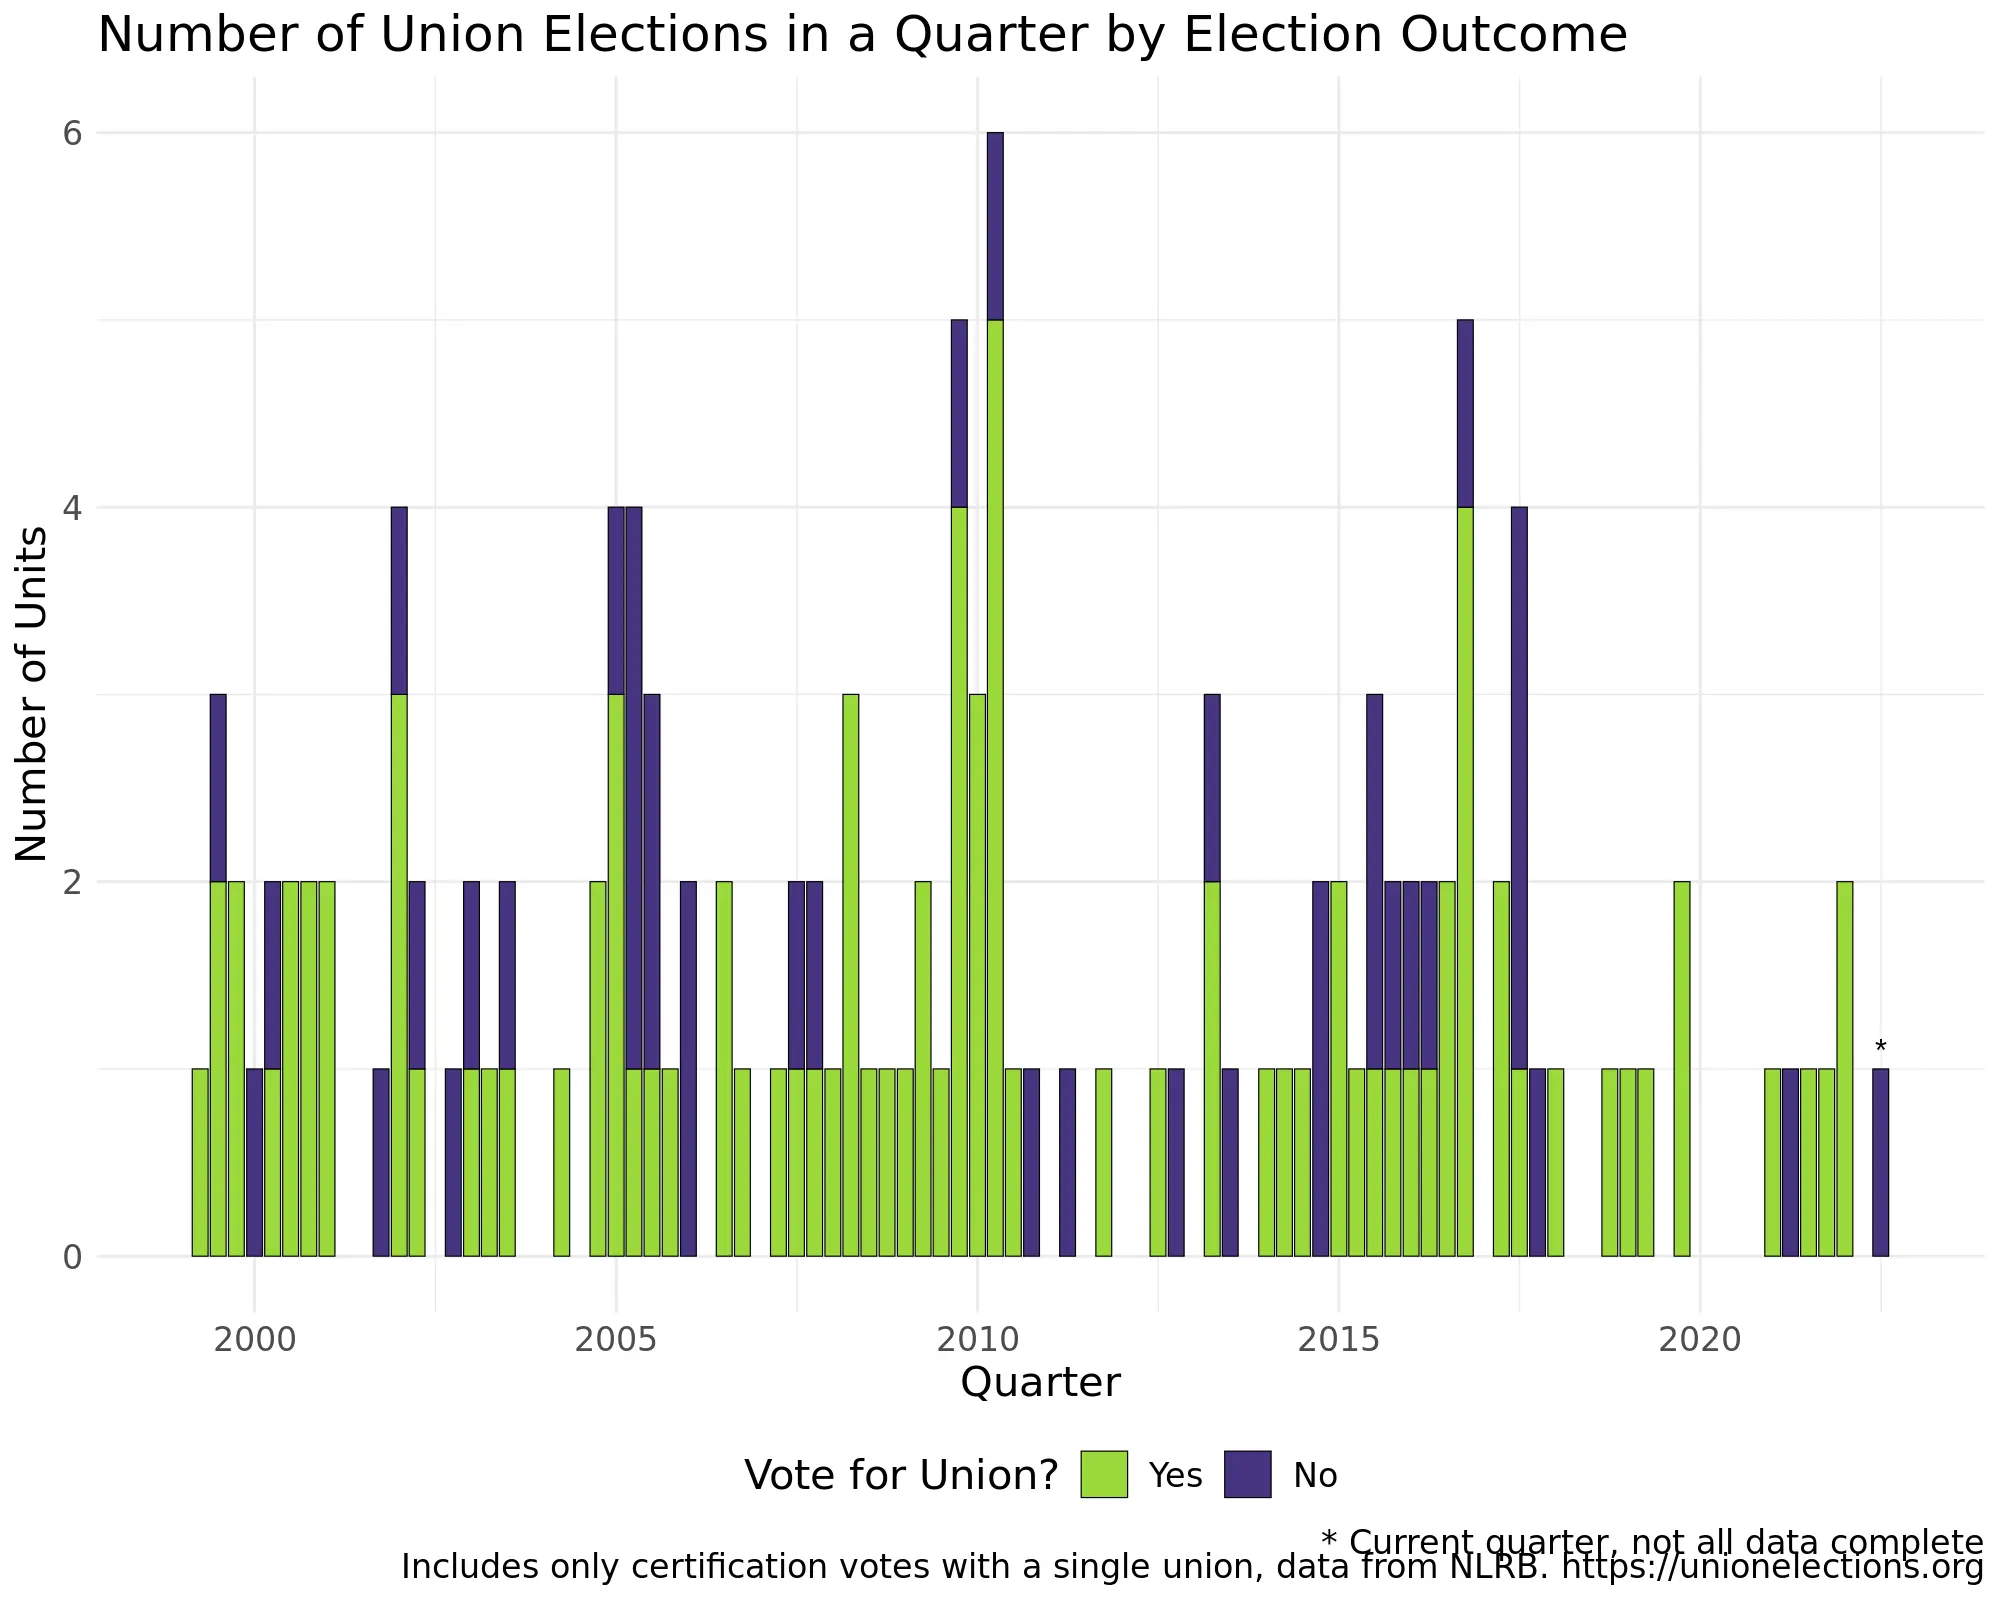 Number of Union Elections in a Quarter by Election Outcome
6
4
2
0
Number of Units
*
2000 2005 2010 2015 2020
Quarter
Vote for Union? Yes No
* Current quarter, not all data complete
Includes only certification votes with a single union, data from NLRB. https://unionelections.org